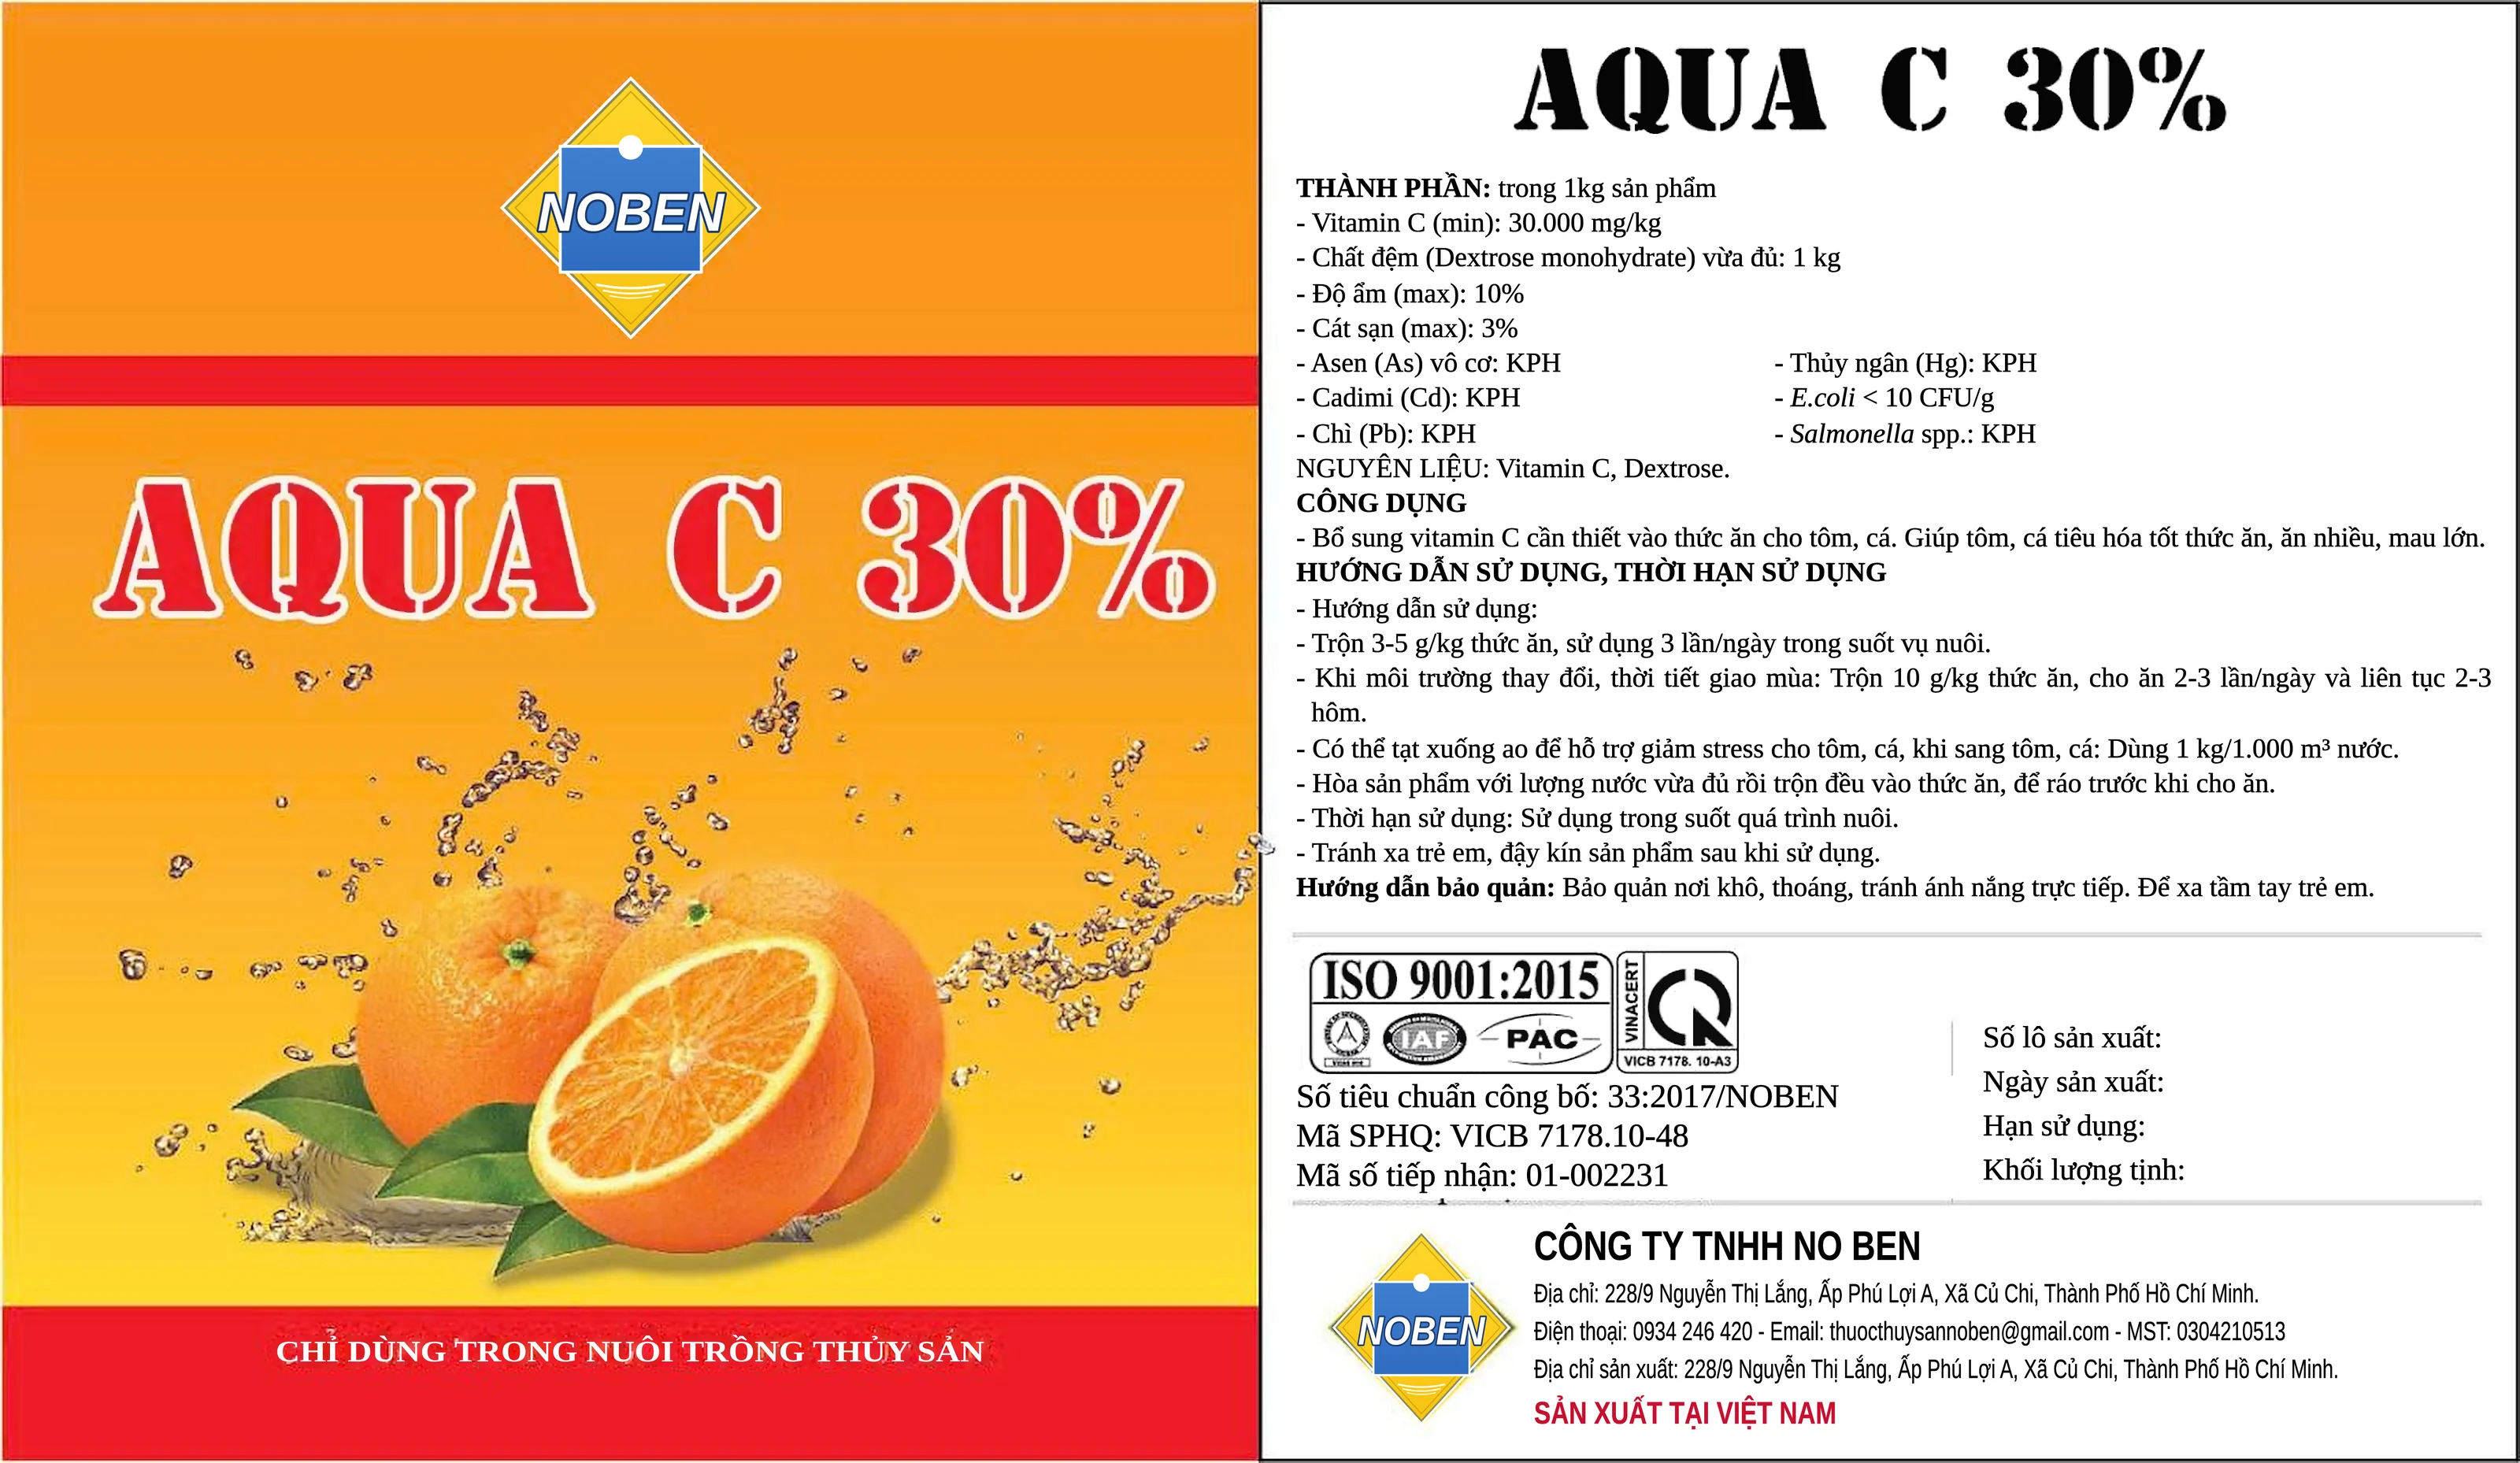 NOBEN
AQUA C 30%
CHỈ DÙNG TRONG NUÔI TRỒNG THỦY SẢN
AQUA C 30%
THÀNH PHẦN: trong 1kg sản phẩm
- Vitamin C (min): 30.000 mg/kg
- Chất đệm (Dextrose monohydrate) vừa đủ: 1 kg
- Độ ẩm (max): 10%
- Cát sạn (max): 3%
- Asen (As) vô cơ: KPH - Thủy ngân (Hg): KPH
- Cadimi (Cd): KPH - E.coli < 10 CFU/g
- Chì (Pb): KPH - Salmonella spp.: KPH
NGUYÊN LIỆU: Vitamin C, Dextrose.
CÔNG DỤNG
- Bổ sung vitamin C cần thiết vào thức ăn cho tôm, cá. Giúp tôm, cá tiêu hóa tốt thức ăn, ăn nhiều, mau lớn.
HƯỚNG DẪN SỬ DỤNG, THỜI HẠN SỬ DỤNG
- Hướng dẫn sử dụng:
- Trộn 3-5 g/kg thức ăn, sử dụng 3 lần/ngày trong suốt vụ nuôi.
- Khi môi trường thay đổi, thời tiết giao mùa: Trộn 10 g/kg thức ăn, cho ăn 2-3 lần/ngày và liên tục 2-3
hôm.
- Có thể tạt xuống ao để hỗ trợ giảm stress cho tôm, cá, khi sang tôm, cá: Dùng 1 kg/1.000 m³ nước.
- Hòa sản phẩm với lượng nước vừa đủ rồi trộn đều vào thức ăn, để ráo trước khi cho ăn.
- Thời hạn sử dụng: Sử dụng trong suốt quá trình nuôi.
- Tránh xa trẻ em, đậy kín sản phẩm sau khi sử dụng.
Hướng dẫn bảo quản: Bảo quản nơi khô, thoáng, tránh ánh nắng trực tiếp. Để xa tầm tay trẻ em.
ISO 9001:2015
IAF
PAC
VINACERT
VICB 7178. 10-A3
Số tiêu chuẩn công bố: 33:2017/NOBEN
Mã SPHQ: VICB 7178.10-48
Mã số tiếp nhận: 01-002231
Số lô sản xuất:
Ngày sản xuất:
Hạn sử dụng:
Khối lượng tịnh:
NOBEN
CÔNG TY TNHH NO BEN
Địa chỉ: 228/9 Nguyễn Thị Lắng, Ấp Phú Lợi A, Xã Củ Chi, Thành Phố Hồ Chí Minh.
Điện thoại: 0934 246 420 - Email: thuocthuysannoben@gmail.com - MST: 0304210513
Địa chỉ sản xuất: 228/9 Nguyễn Thị Lắng, Ấp Phú Lợi A, Xã Củ Chi, Thành Phố Hồ Chí Minh.
SẢN XUẤT TẠI VIỆT NAM